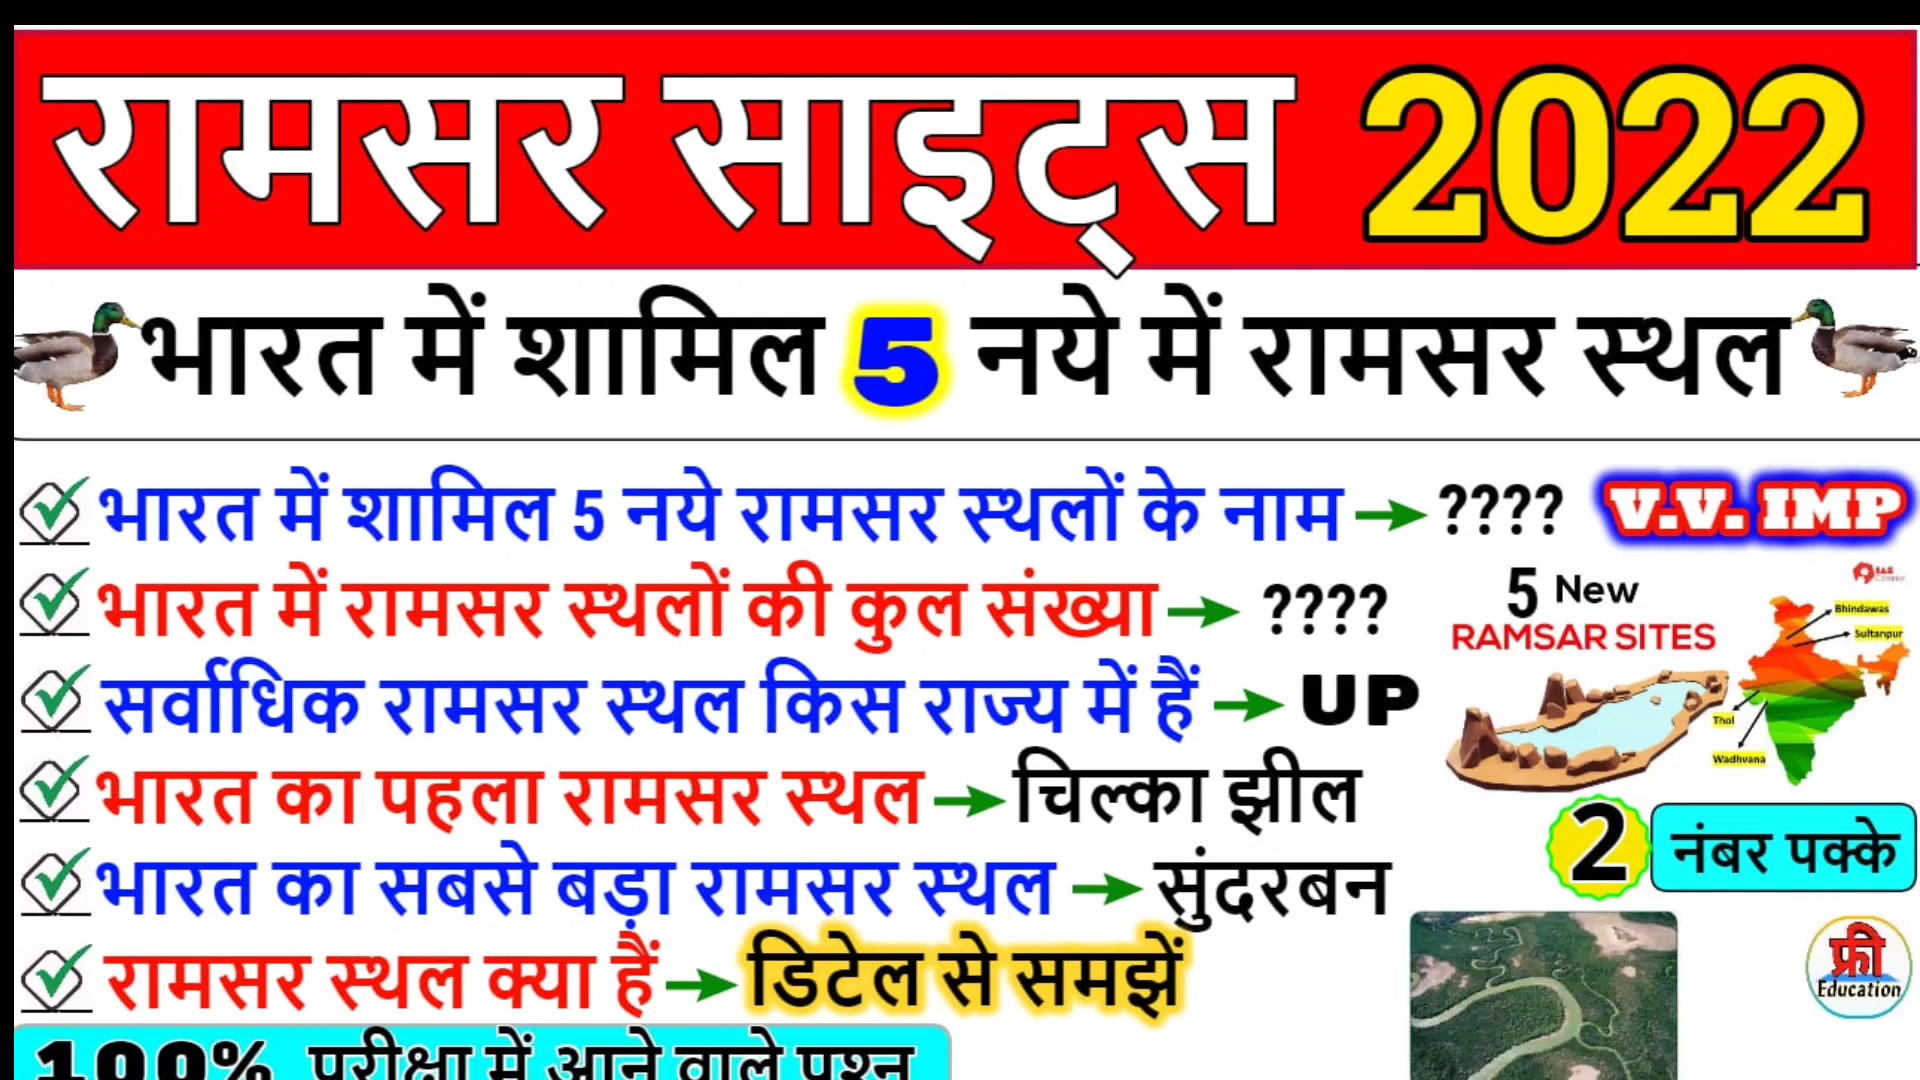 रामसर साइट्स 2022
भारत में शामिल 5 नये में रामसर स्थल
भारत में शामिल 5 नये रामसर स्थलों के नाम → ???? V.V. IMP
भारत में रामसर स्थलों की कुल संख्या → ????
सर्वाधिक रामसर स्थल किस राज्य में हैं → UP
भारत का पहला रामसर स्थल → चिल्का झील
भारत का सबसे बड़ा रामसर स्थल → सुंदरबन
रामसर स्थल क्या हैं → डिटेल से समझें
100% परीक्षा में आने वाले प्रश्न
5 New
RAMSAR SITES
IAS
Bhindawas
Sultanpur
Thol
Wadhvana
2 नंबर पक्के
फ्री
Education